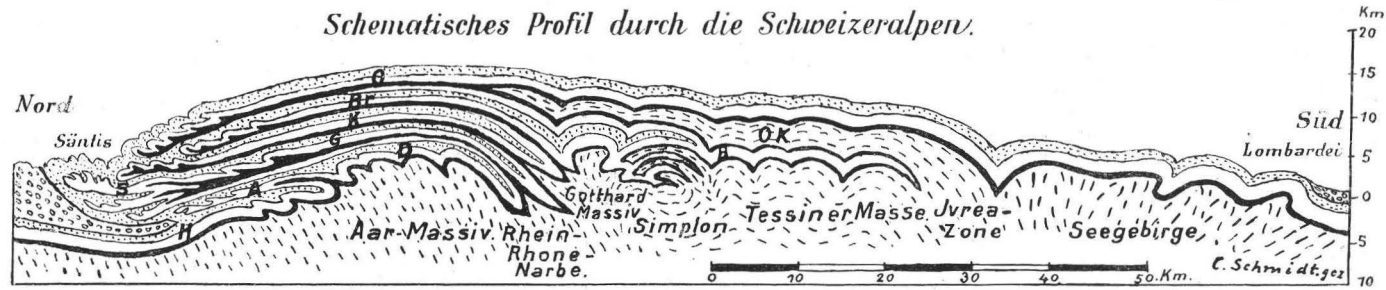 Schematisches Profil durch die Schweizeralpen.
Km
20
15
10
5
0
5
10
Nord
Süd
Säntis
Lombardei
O
Br
K
G
D
S
A
H
OK
B
Gotthard
Massiv
Aar-Massiv
Rhein-
Rhone-
Narbe.
Simplon
Tessiner Masse
Jvrea-
Zone
Seegebirge
0 10 20 30 40 50 Km.
C. Schmidt. gez